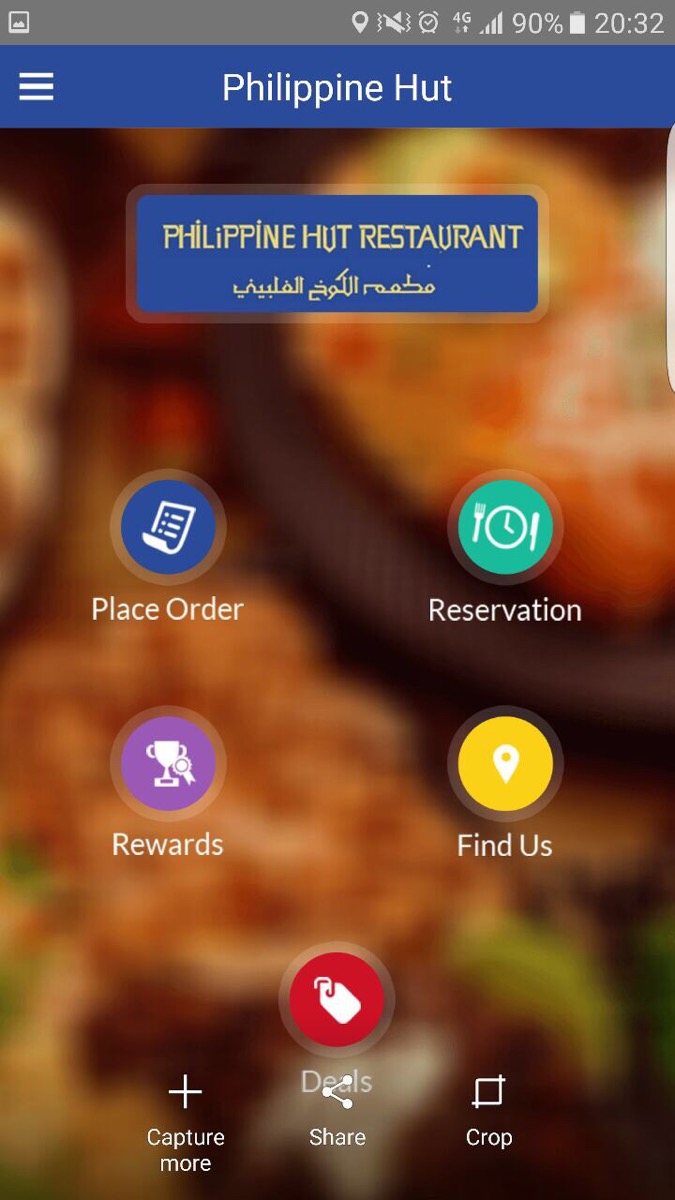 4G 90% 20:32
Philippine Hut
PHILIPPINE HUT RESTAURANT
مطعم الكوخ الفلبيني
Place Order
Reservation
Rewards
Find Us
Deals
Capture more
Share
Crop